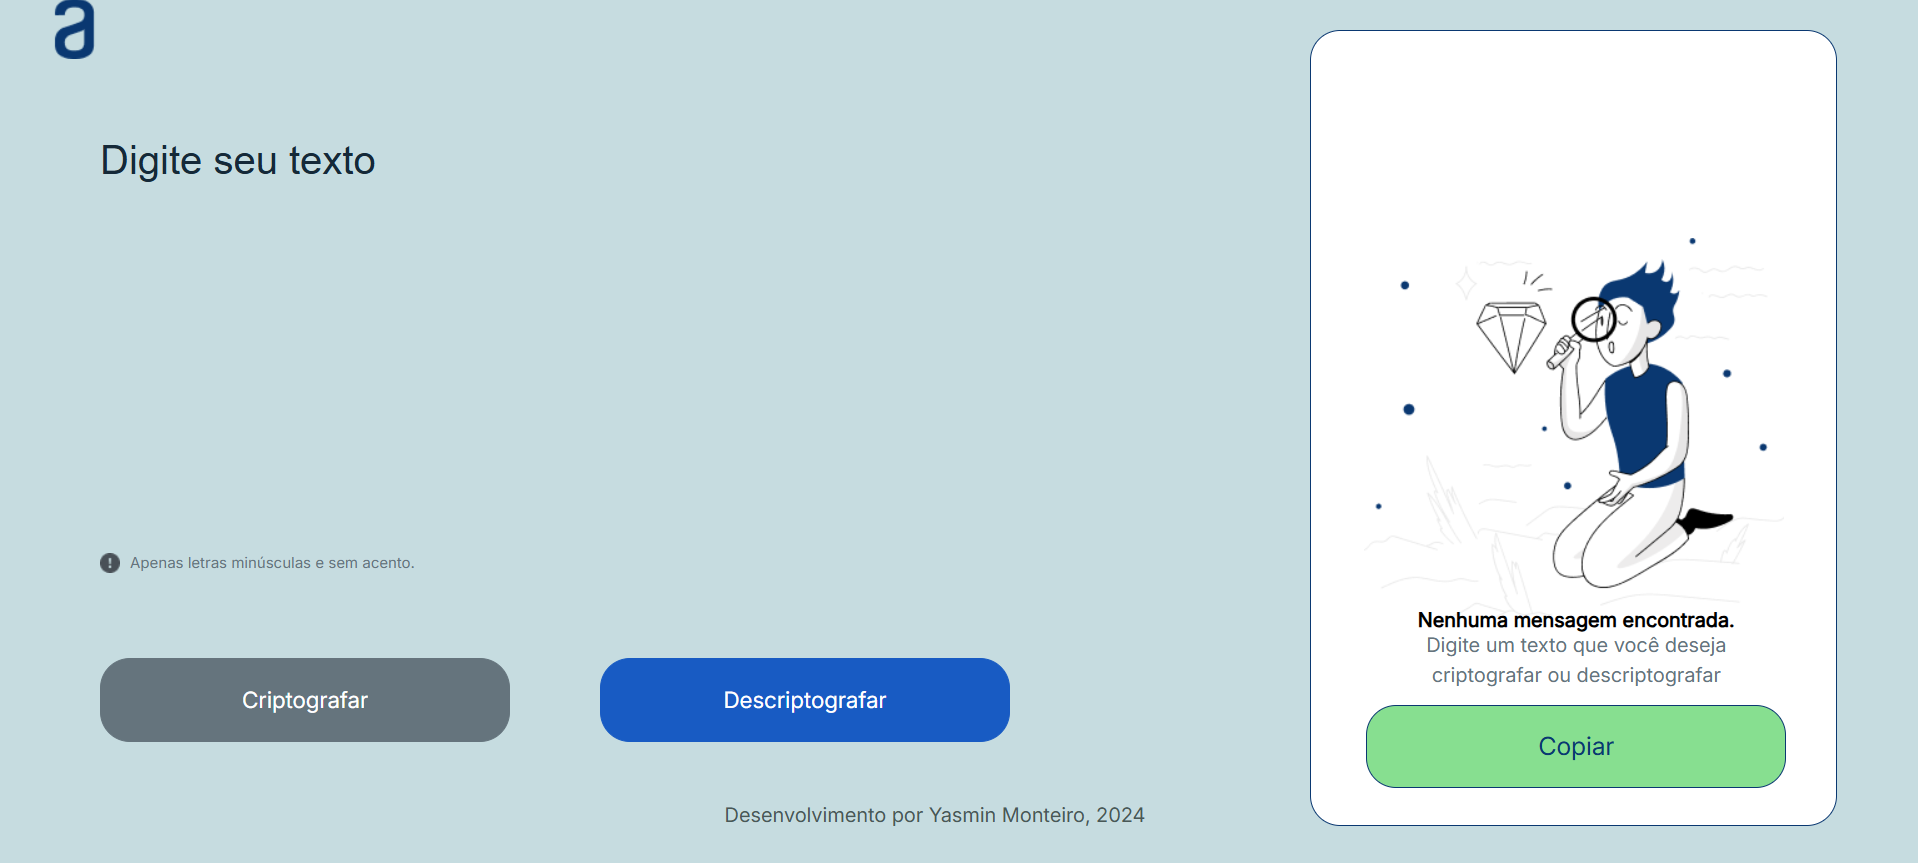 a
Digite seu texto
! Apenas letras minúsculas e sem acento.
Criptografar
Descriptografar
Nenhuma mensagem encontrada.
Digite um texto que você deseja
criptografar ou descriptografar
Copiar
Desenvolvimento por Yasmin Monteiro, 2024